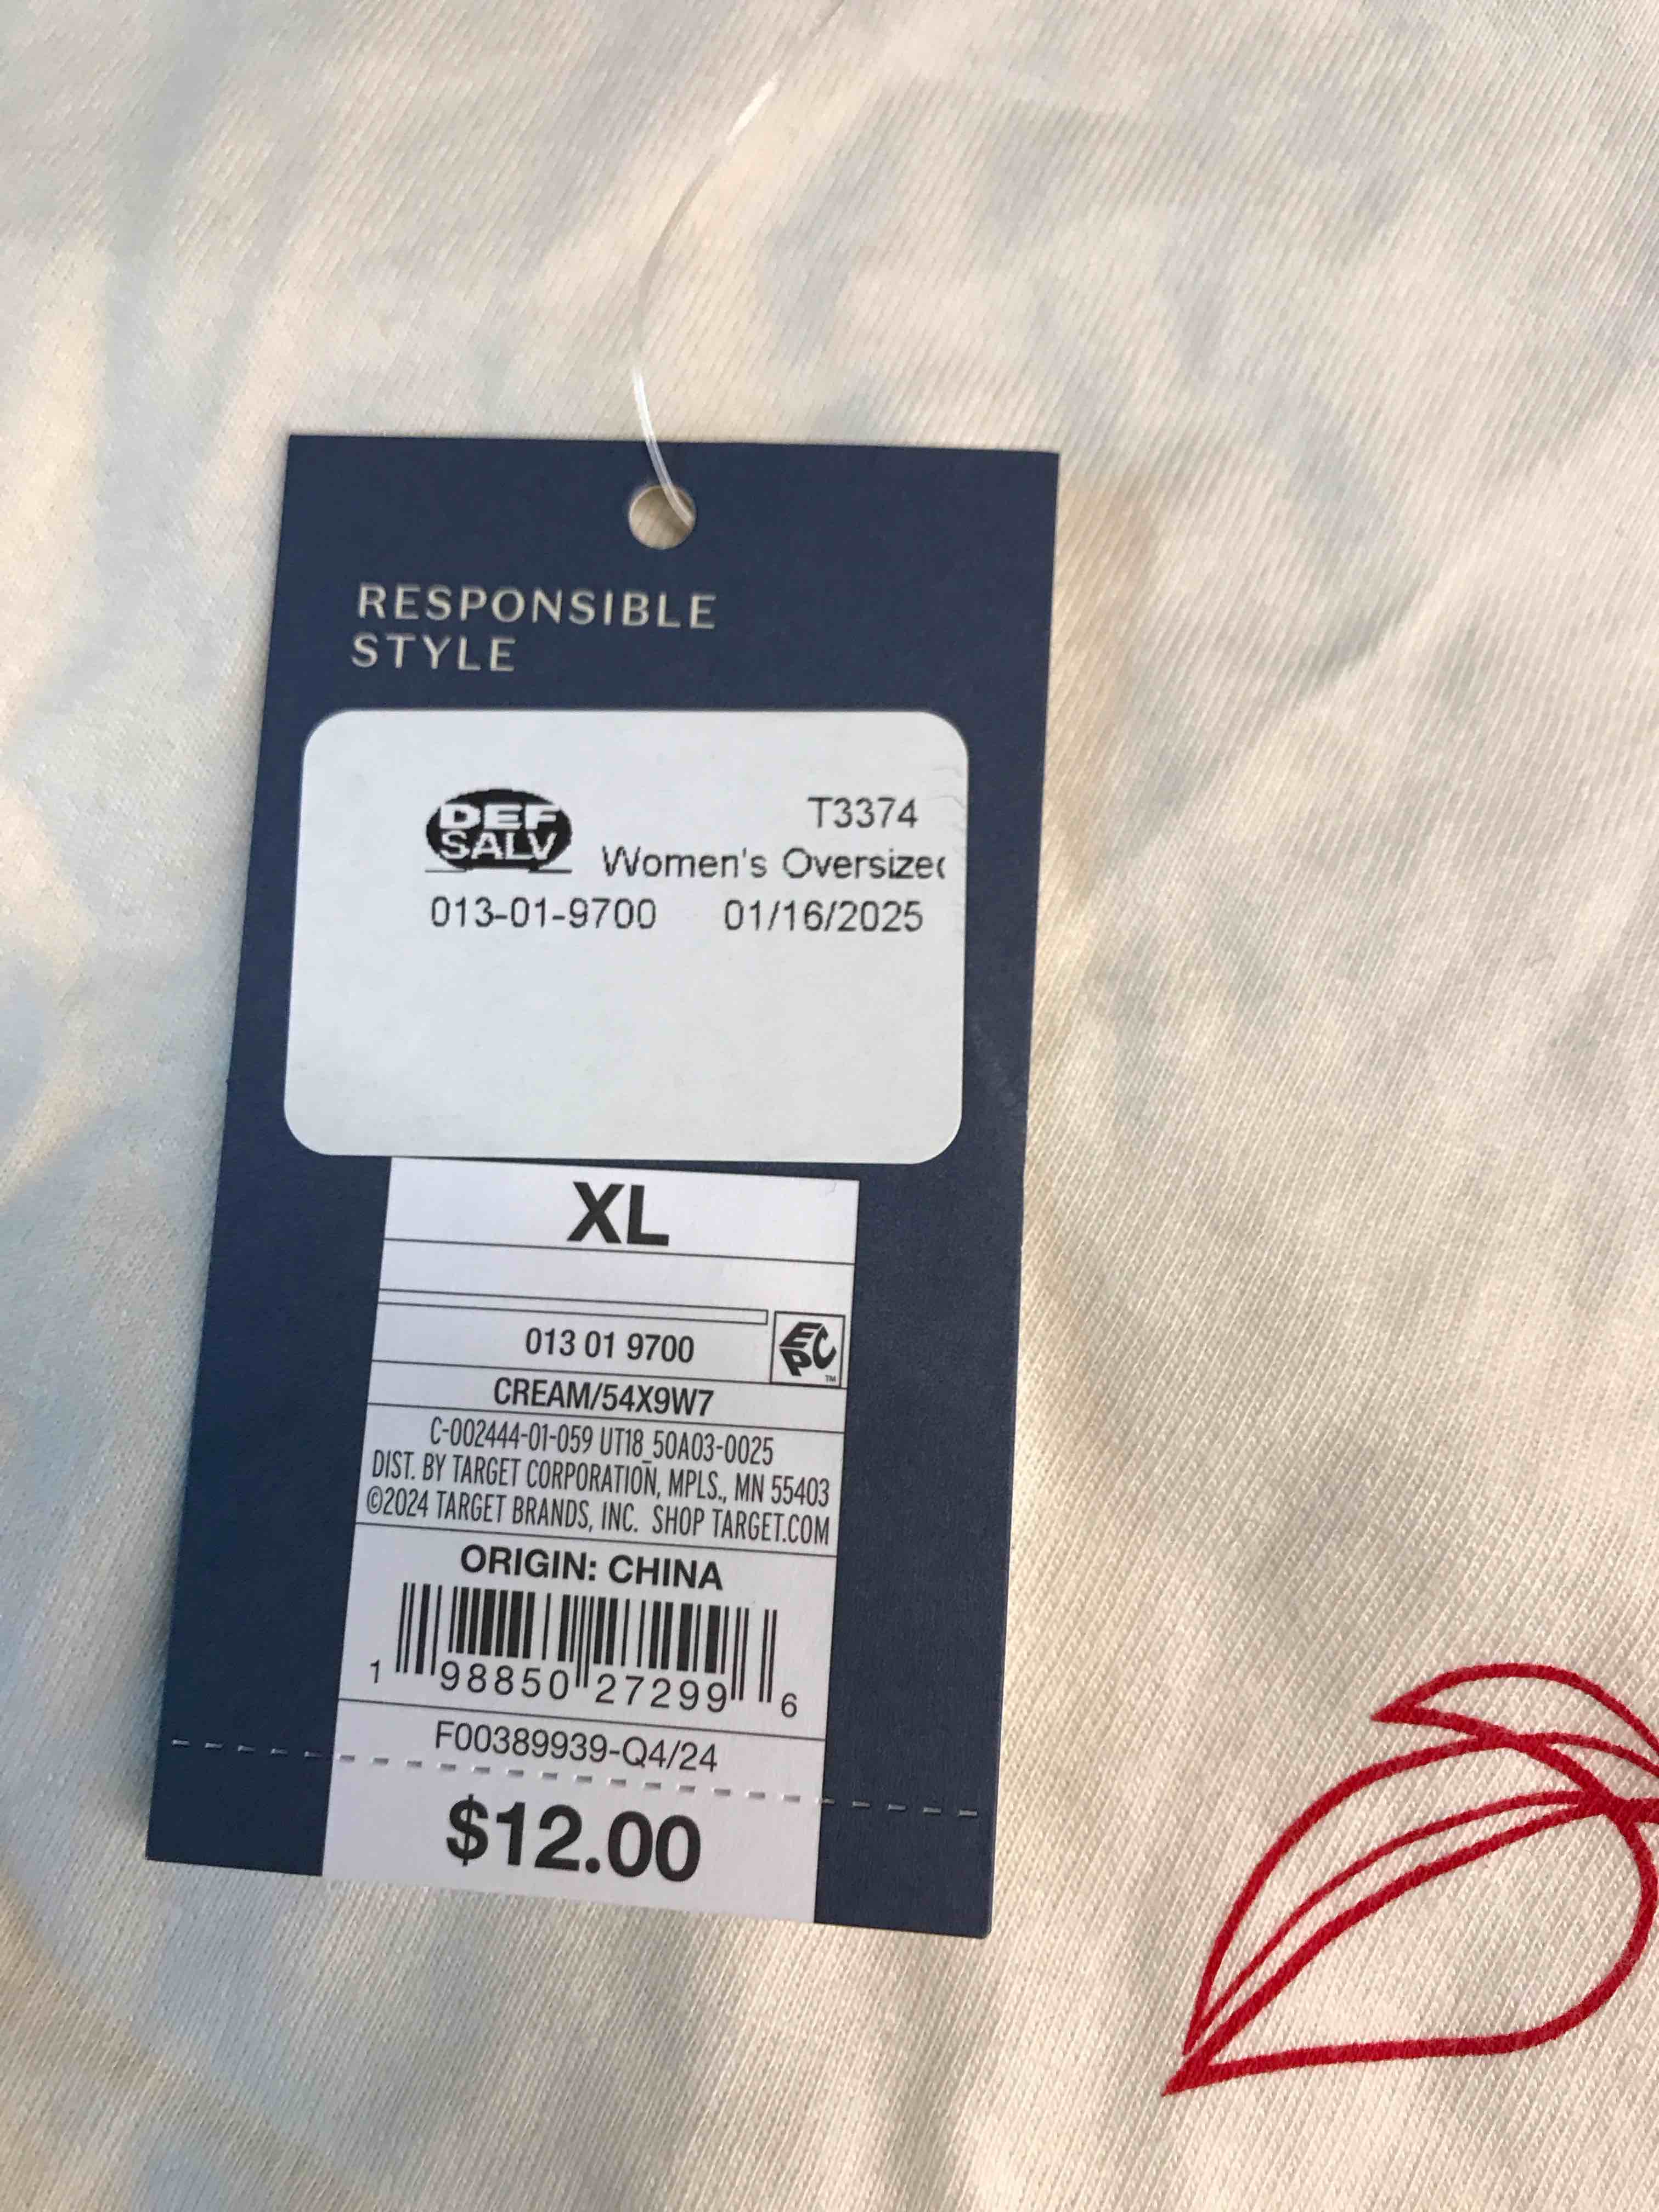 RESPONSIBLE
STYLE
DEF
SALV
T3374
Women's Oversized
013-01-9700 01/16/2025
XL
013 01 9700
EPC
TM
CREAM/54X9W7
C-002444-01-059 UT18_50A03-0025
DIST. BY TARGET CORPORATION, MPLS., MN 55403
©2024 TARGET BRANDS, INC. SHOP TARGET.COM
ORIGIN: CHINA
1 98850 27299 6
F00389939-Q4/24
$12.00